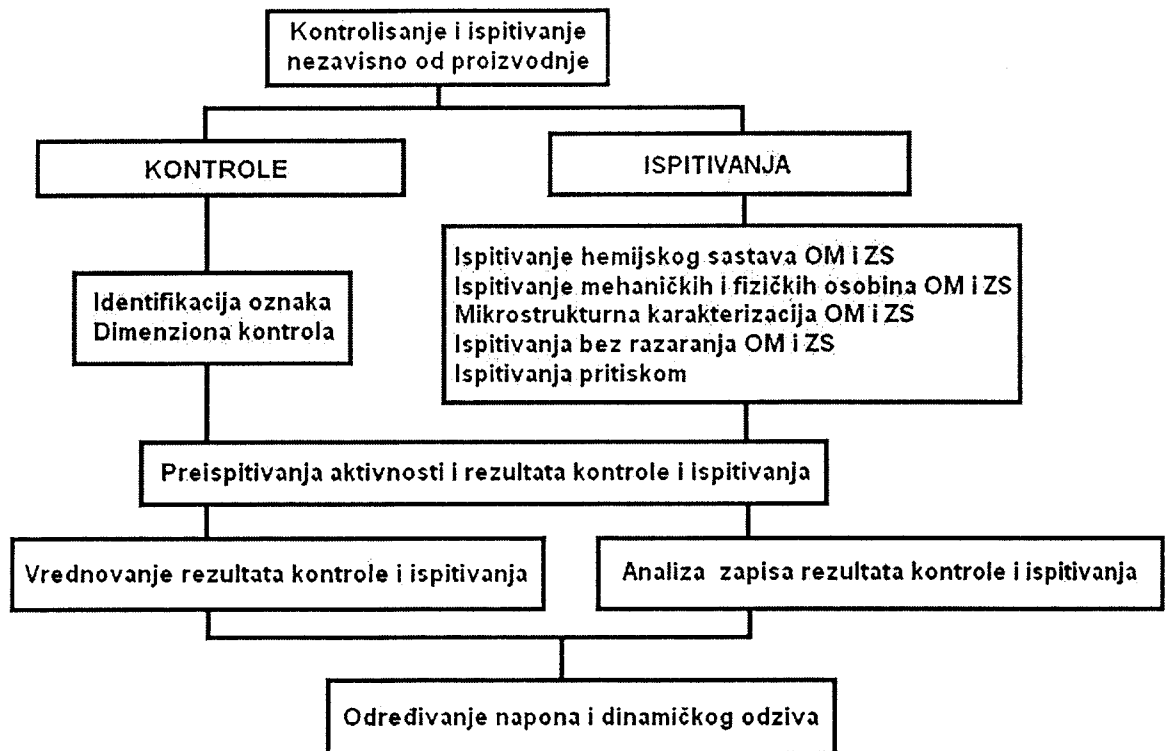 Kontrolisanje i ispitivanje
nezavisno od proizvodnje
KONTROLE
ISPITIVANJA
Identifikacija oznaka
Dimenziona kontrola
Ispitivanje hemijskog sastava OM i ZS
Ispitivanje mehaničkih i fizičkih osobina OM i ZS
Mikrostrukturna karakterizacija OM i ZS
Ispitivanja bez razaranja OM i ZS
Ispitivanja pritiskom
Preispitivanja aktivnosti i rezultata kontrole i ispitivanja
Vrednovanje rezultata kontrole i ispitivanja
Analiza zapisa rezultata kontrole i ispitivanja
Određivanje napona i dinamičkog odziva